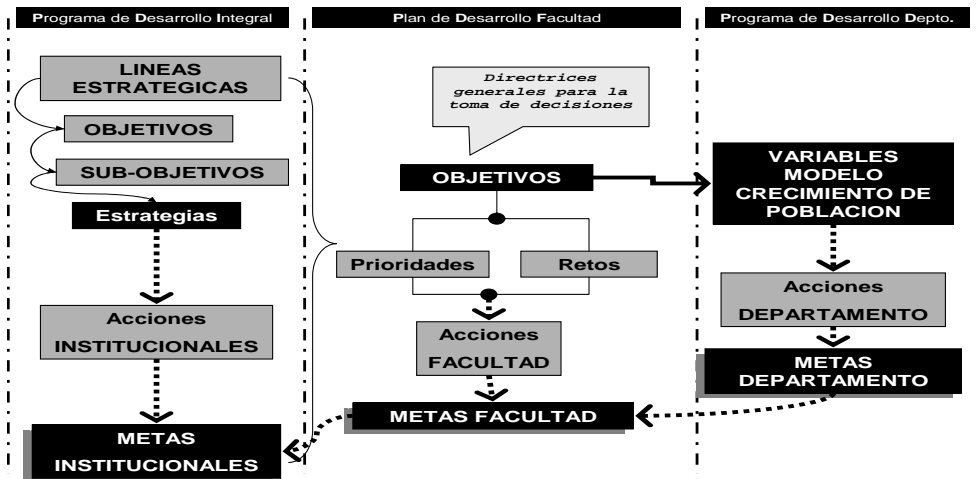 Programa de Desarrollo Integral
LINEAS
ESTRATEGICAS
OBJETIVOS
SUB-OBJETIVOS
Estrategias
Acciones
INSTITUCIONALES
METAS
INSTITUCIONALES
Plan de Desarrollo Facultad
Directrices
generales para la
toma de decisiones
OBJETIVOS
Prioridades
Retos
Acciones
FACULTAD
METAS FACULTAD
Programa de Desarrollo Depto.
VARIABLES
MODELO
CRECIMIENTO DE
POBLACION
Acciones
DEPARTAMENTO
METAS
DEPARTAMENTO